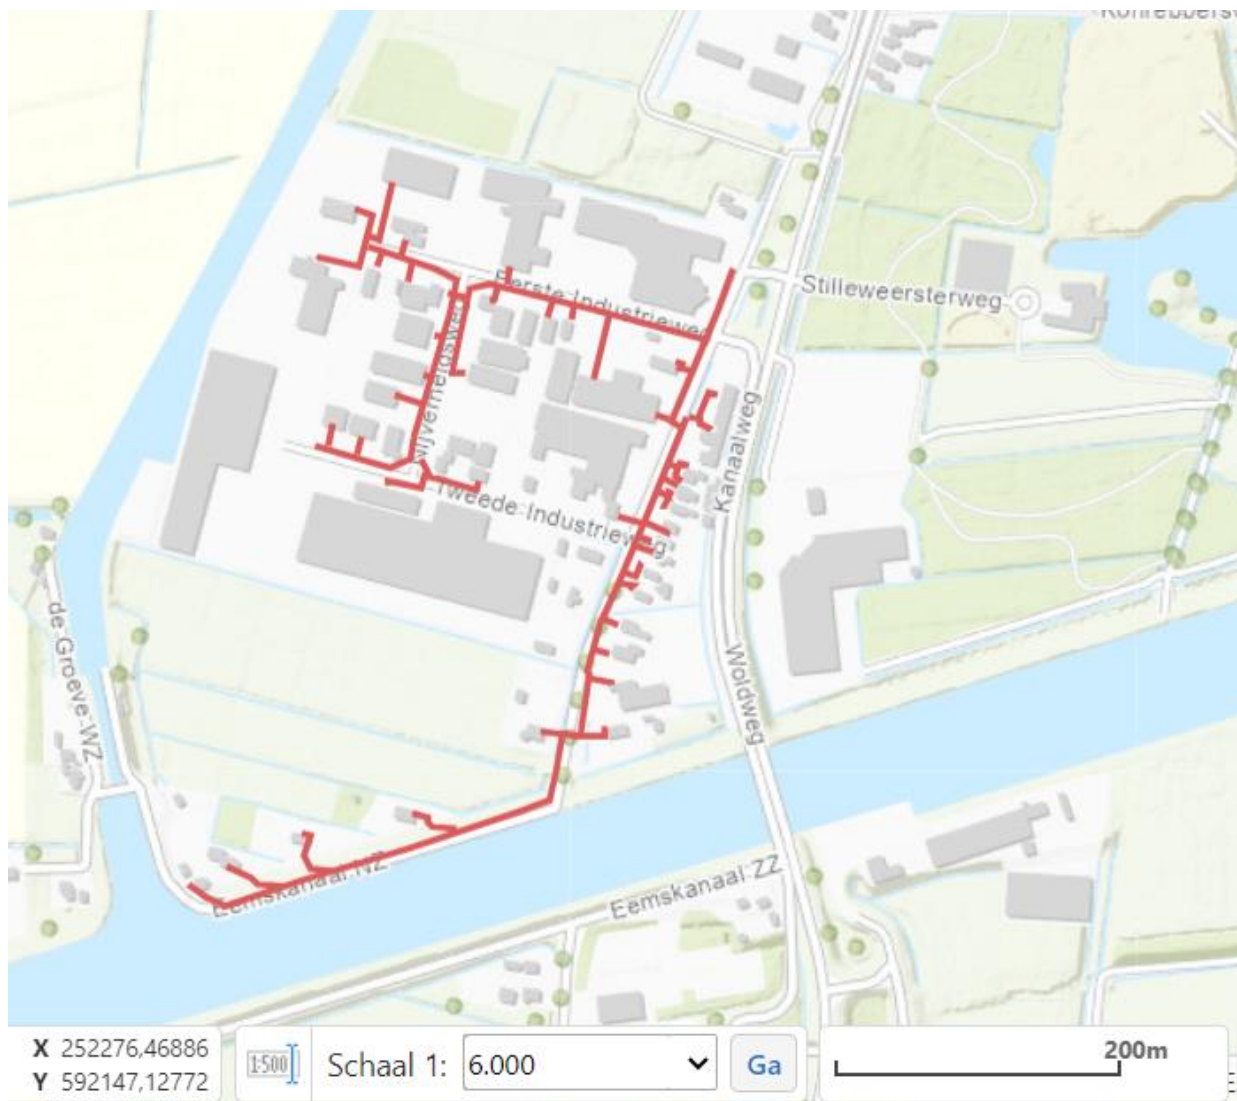 Stilleweersterweg
Eerste Industrieweg
Nijverheidsweg
Kanaalweg
Tweede Industrieweg
de Groeve WZ
Woldweg
Eemskanaal NZ
Eemskanaal ZZ
X 252276,46886
Y 592147,12772
1:500
Schaal 1:
6.000
Ga
200m